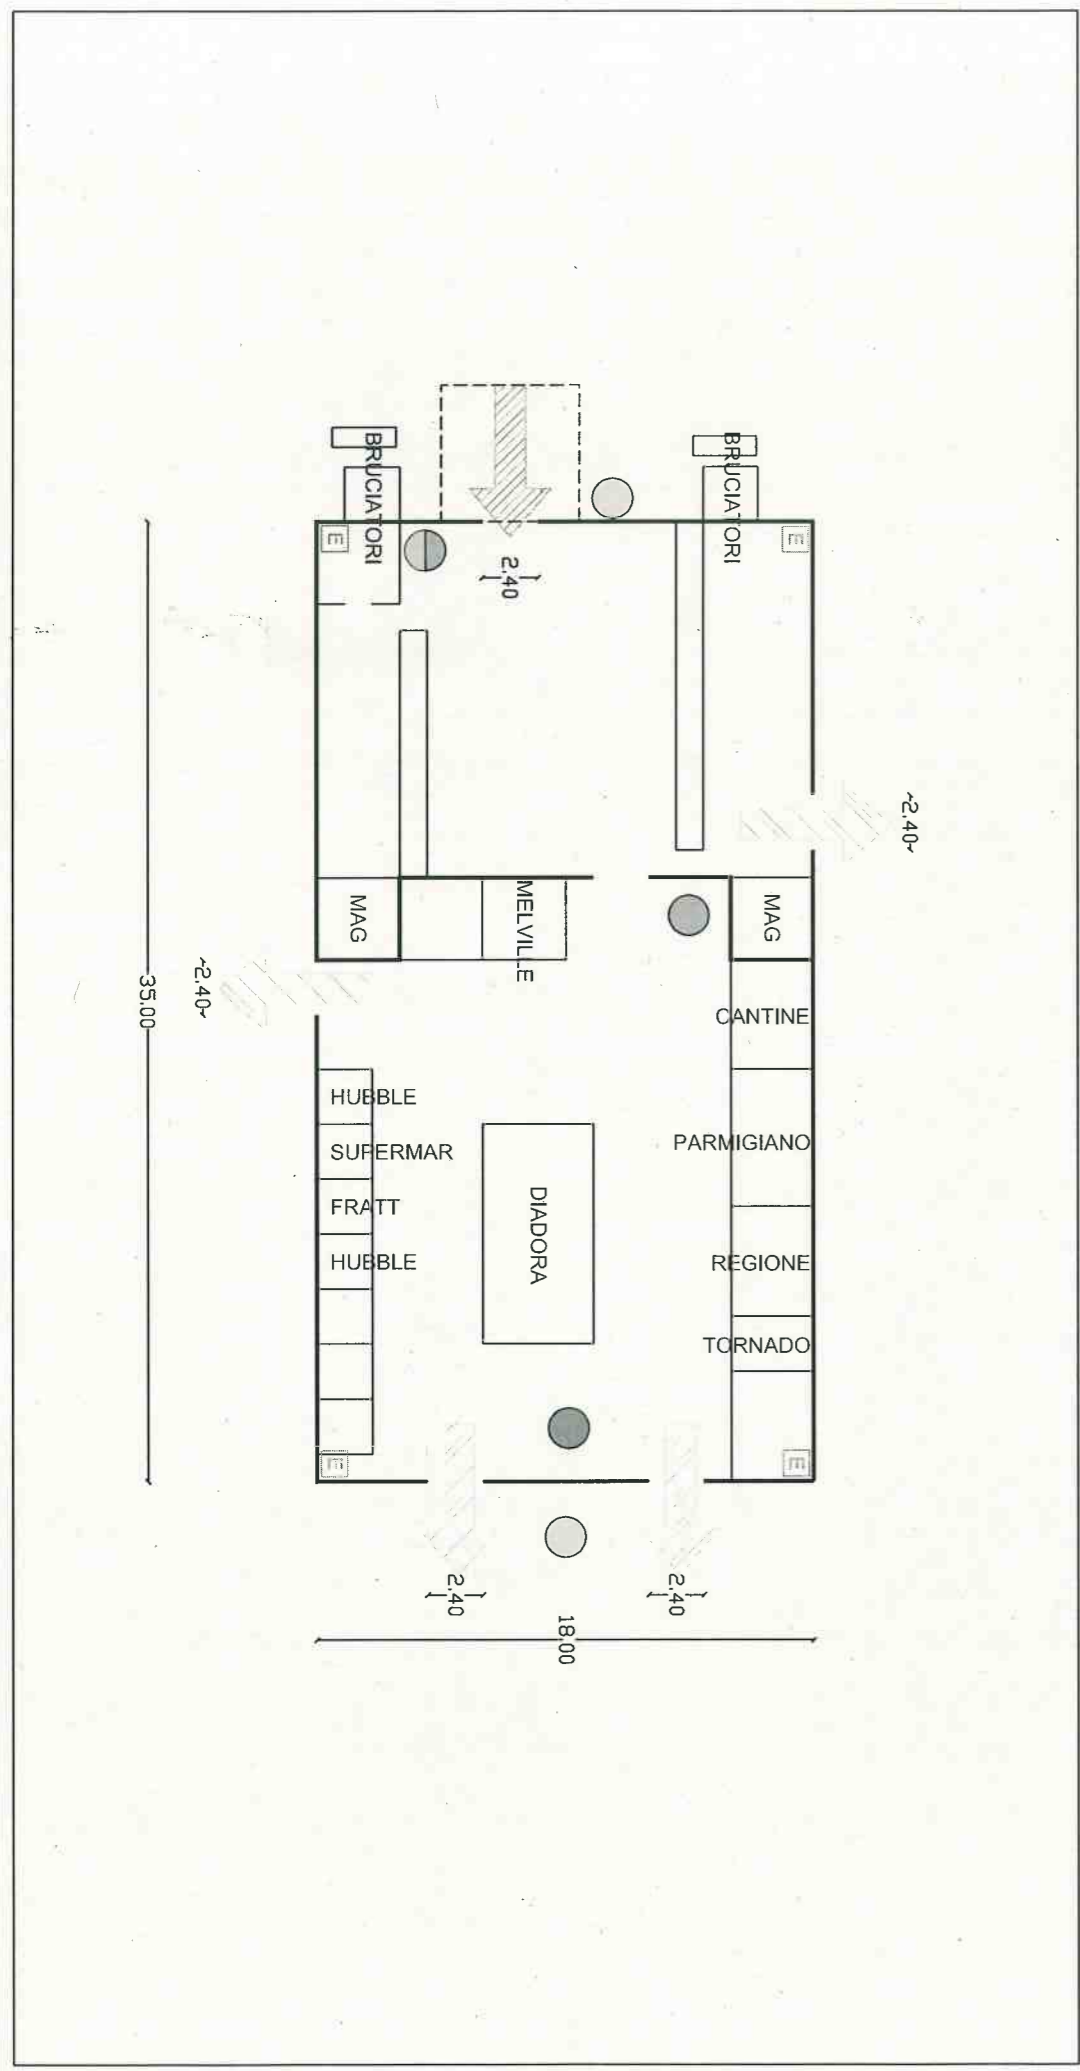 BRUCIATORI
BRUCIATORI
E
E
2,40
~2,40~
MAG
MELVILLE
MAG
35,00
~2,40~
CANTINE
HUBBLE
PARMIGIANO
SUPERMAR
FRATT
DIADORA
HUBBLE
REGIONE
TORNADO
E
E
2,40
2,40
18,00